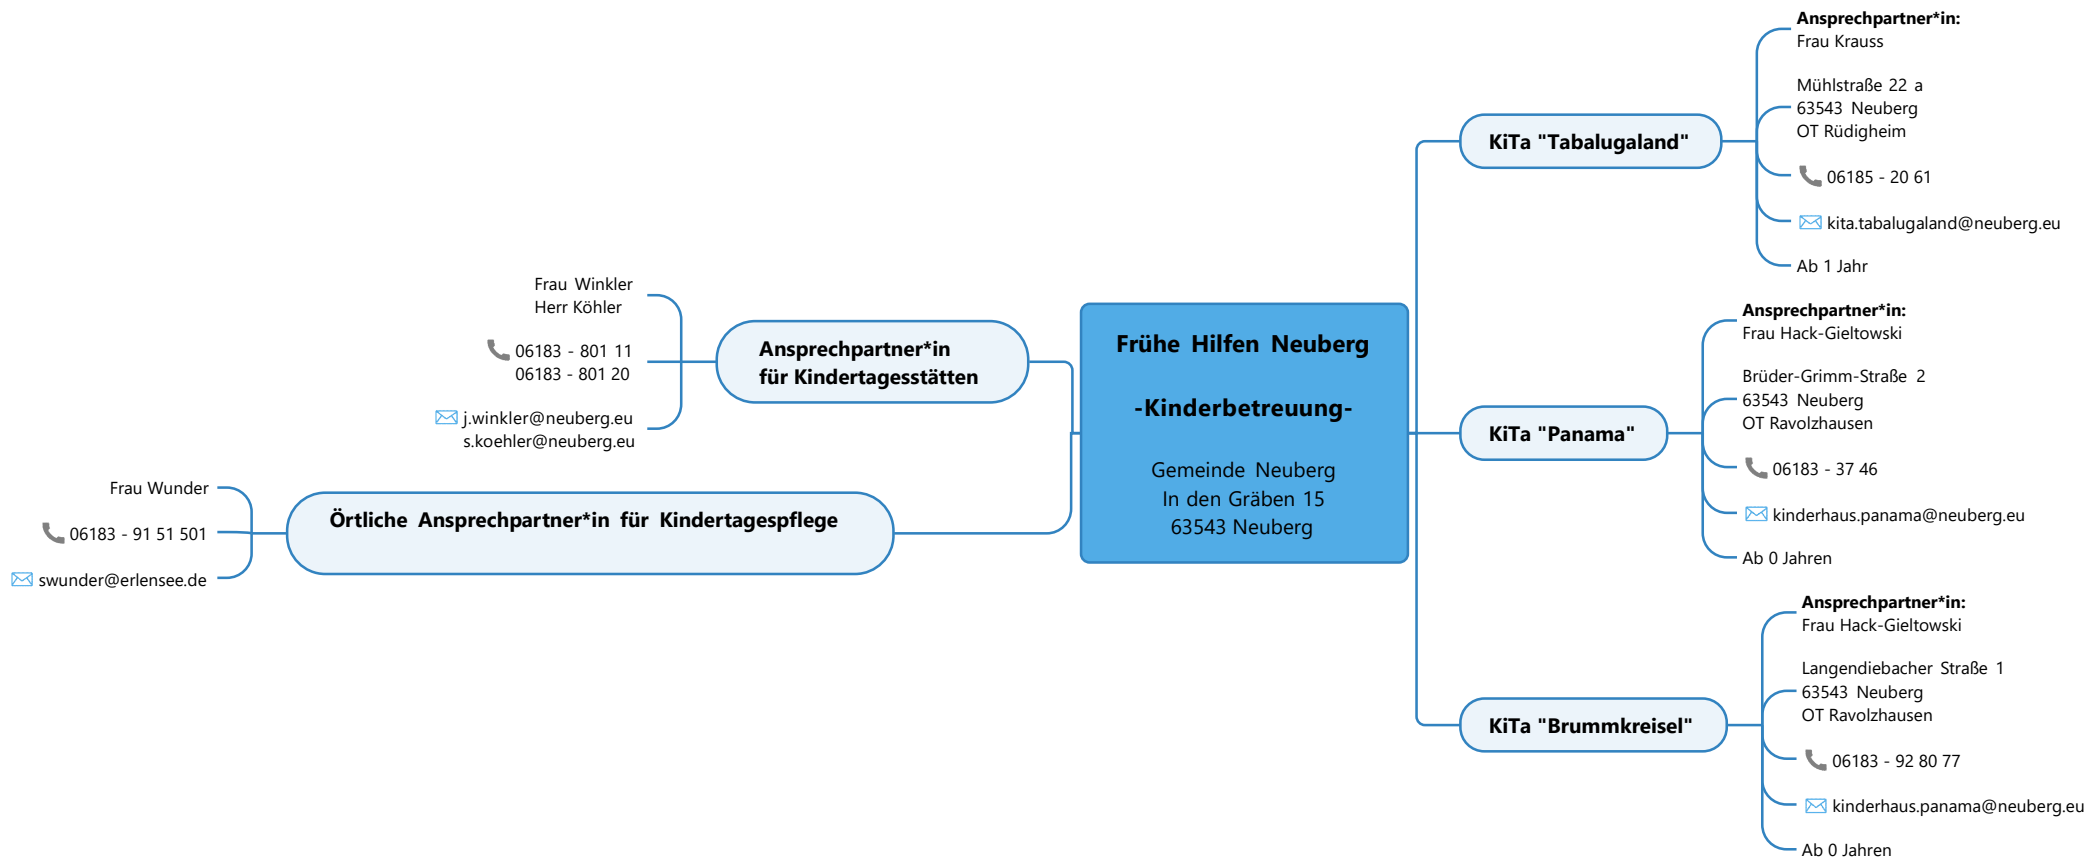 Frühe Hilfen Neuberg
-Kinderbetreuung-
Gemeinde Neuberg
In den Gräben 15
63543 Neuberg
Ansprechpartner*in
für Kindertagesstätten
Frau Winkler
Herr Köhler
06183 - 801 11
06183 - 801 20
j.winkler@neuberg.eu
s.koehler@neuberg.eu
Örtliche Ansprechpartner*in für Kindertagespflege
Frau Wunder
06183 - 91 51 501
swunder@erlensee.de
KiTa "Tabalugaland"
Ansprechpartner*in:
Frau Krauss
Mühlstraße 22 a
63543 Neuberg
OT Rüdigheim
06185 - 20 61
kita.tabalugaland@neuberg.eu
Ab 1 Jahr
KiTa "Panama"
Ansprechpartner*in:
Frau Hack-Gieltowski
Brüder-Grimm-Straße 2
63543 Neuberg
OT Ravolzhausen
06183 - 37 46
kinderhaus.panama@neuberg.eu
Ab 0 Jahren
KiTa "Brummkreisel"
Ansprechpartner*in:
Frau Hack-Gieltowski
Langendiebacher Straße 1
63543 Neuberg
OT Ravolzhausen
06183 - 92 80 77
kinderhaus.panama@neuberg.eu
Ab 0 Jahren